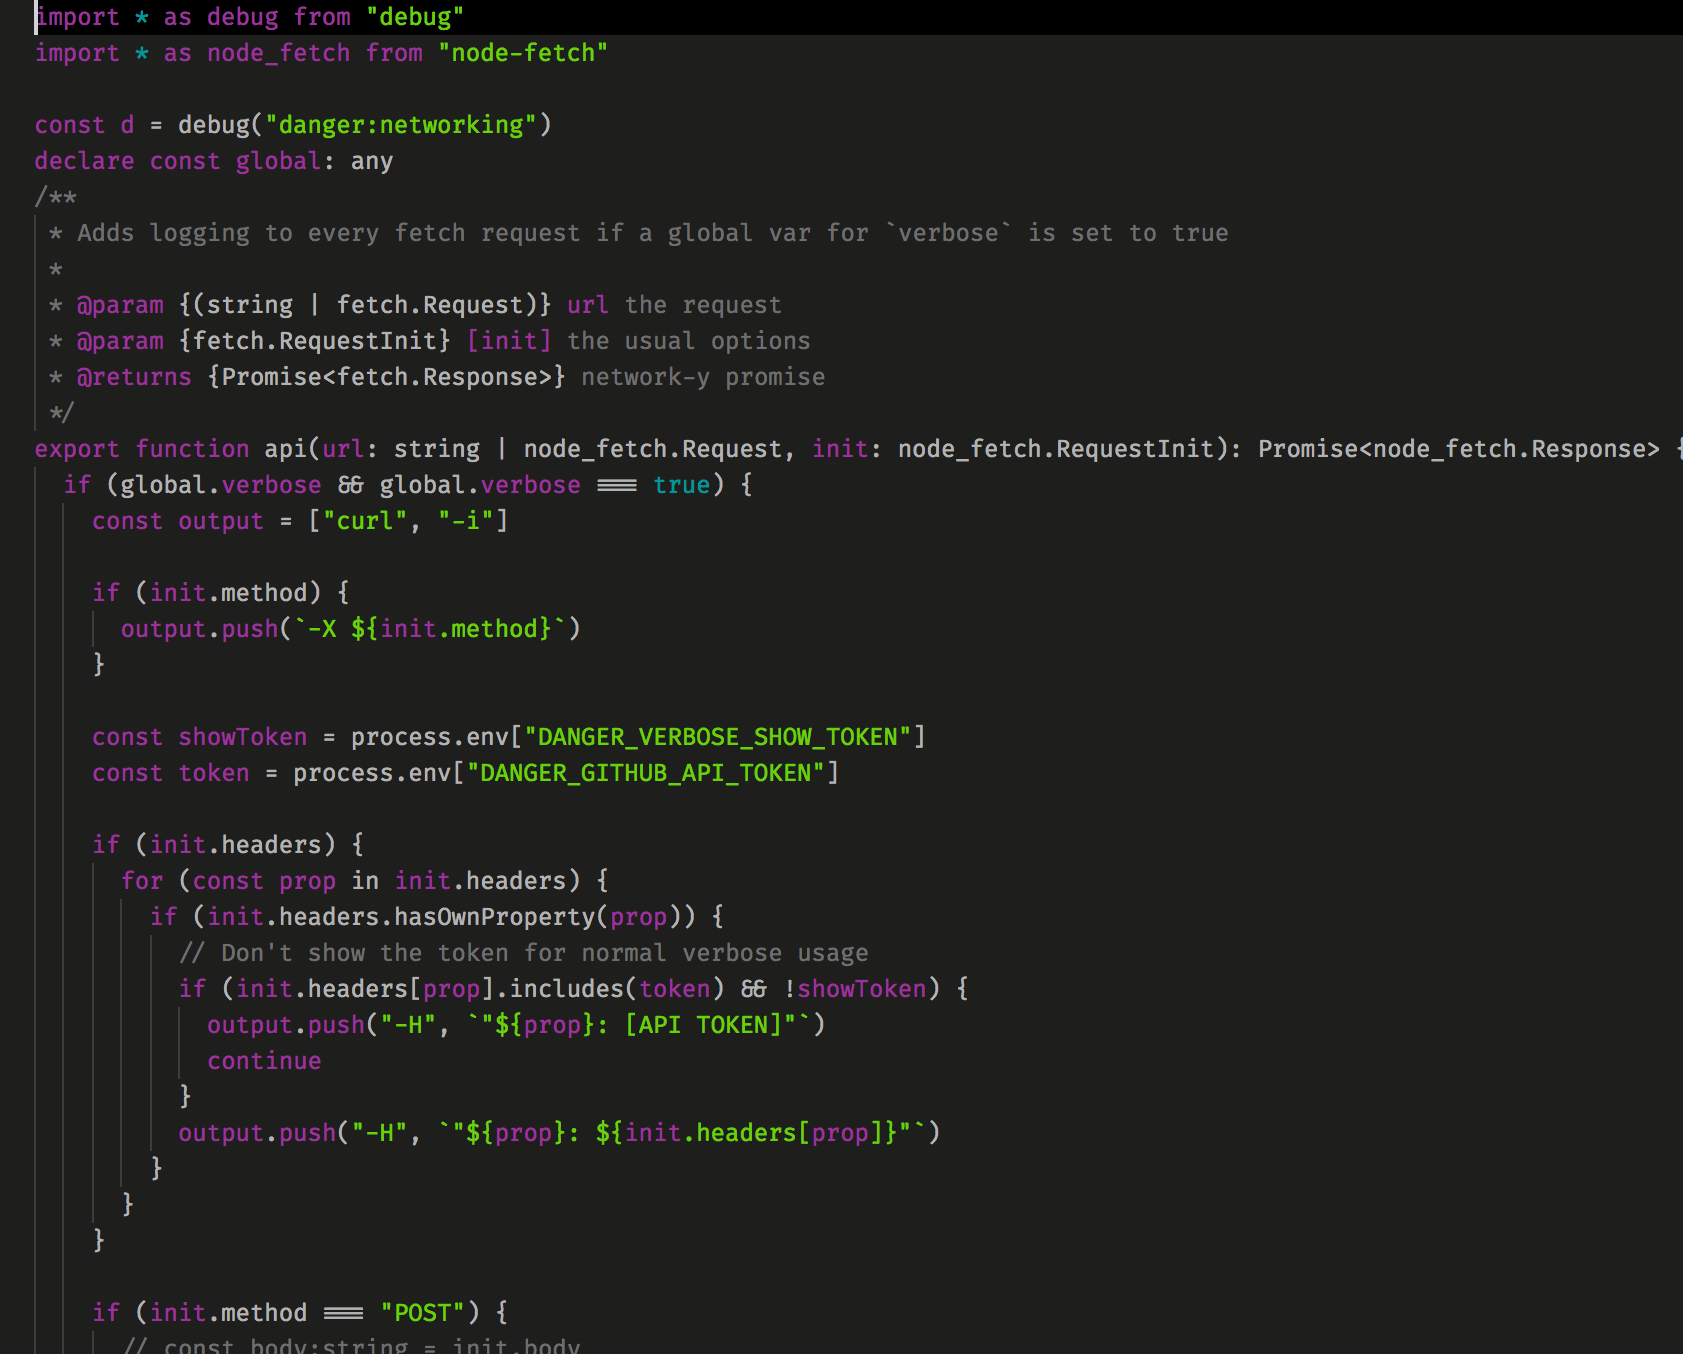 import * as debug from "debug"
import * as node_fetch from "node-fetch"

const d = debug("danger:networking")
declare const global: any
/**
 * Adds logging to every fetch request if a global var for `verbose` is set to true
 *
 * @param {(string | fetch.Request)} url the request
 * @param {fetch.RequestInit} [init] the usual options
 * @returns {Promise<fetch.Response>} network-y promise
 */
export function api(url: string | node_fetch.Request, init: node_fetch.RequestInit): Promise<node_fetch.Response> {
  if (global.verbose && global.verbose === true) {
    const output = ["curl", "-i"]

    if (init.method) {
      output.push(`-X ${init.method}`)
    }

    const showToken = process.env["DANGER_VERBOSE_SHOW_TOKEN"]
    const token = process.env["DANGER_GITHUB_API_TOKEN"]

    if (init.headers) {
      for (const prop in init.headers) {
        if (init.headers.hasOwnProperty(prop)) {
          // Don't show the token for normal verbose usage
          if (init.headers[prop].includes(token) && !showToken) {
            output.push("-H", `"${prop}: [API TOKEN]"`)
            continue
          }
          output.push("-H", `"${prop}: ${init.headers[prop]}"`)
        }
      }
    }

    if (init.method === "POST") {
      // const body:string = init.body